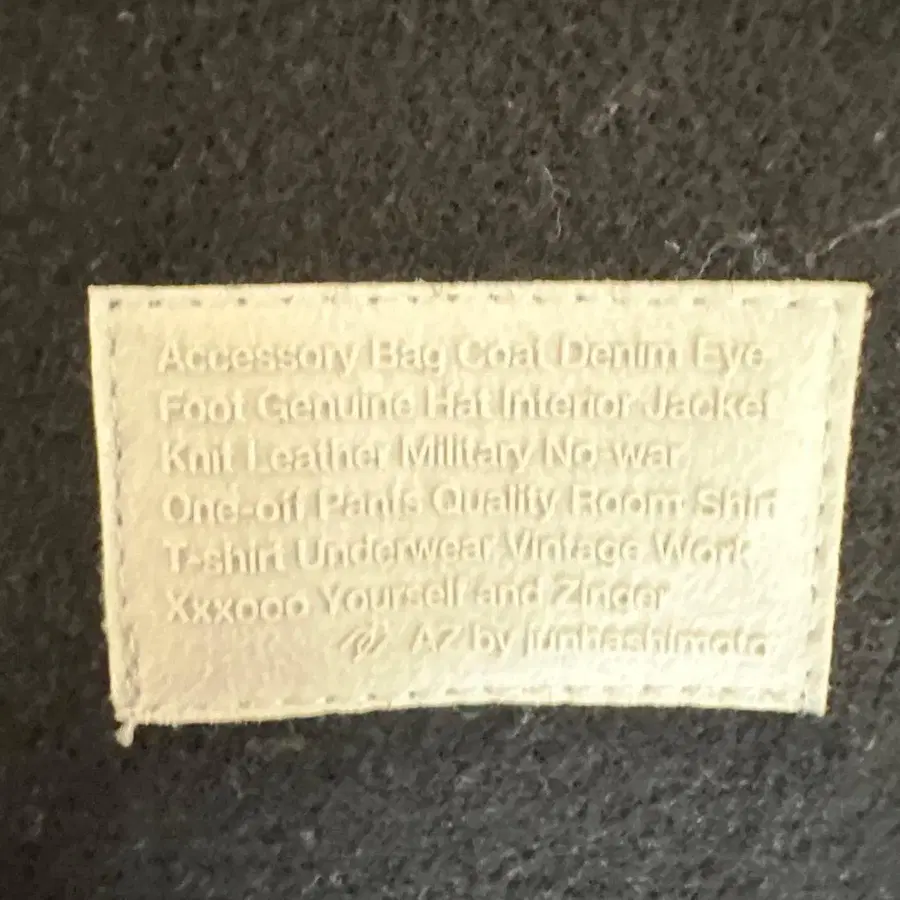 Accessory Bag Coat Denim Eye
Foot Genuine Hat Interior Jacket
Knit Leather Military No-war
One-off Pants Quality Room Shirt
T-shirt Underwear Vintage Work
Xxxooo Yourself and Zinger
AZ by junhashimoto